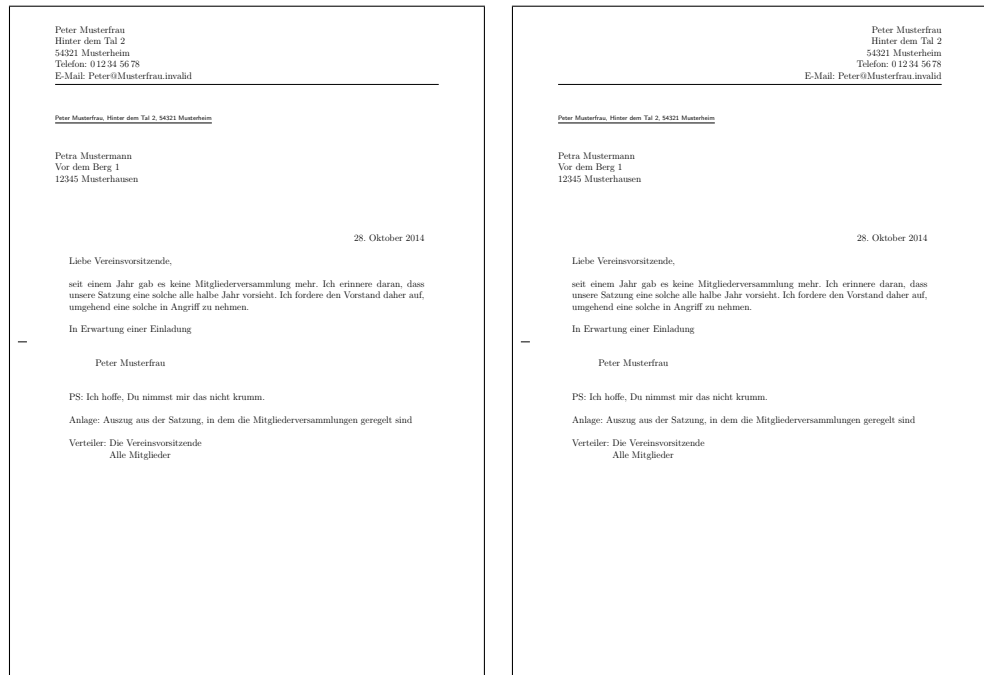 Peter Musterfrau
Hinter dem Tal 2
54321 Musterheim
Telefon: 0 12 34 56 78
E-Mail: Peter@Musterfrau.invalid
Peter Musterfrau, Hinter dem Tal 2, 54321 Musterheim
Petra Mustermann
Vor dem Berg 1
12345 Musterhausen
28. Oktober 2014
Liebe Vereinsvorsitzende,
seit einem Jahr gab es keine Mitgliederversammlung mehr. Ich erinnere daran, dass
unsere Satzung eine solche alle halbe Jahr vorsieht. Ich fordere den Vorstand daher auf,
umgehend eine solche in Angriff zu nehmen.
In Erwartung einer Einladung
Peter Musterfrau
PS: Ich hoffe, Du nimmst mir das nicht krumm.
Anlage: Auszug aus der Satzung, in dem die Mitgliederversammlungen geregelt sind
Verteiler: Die Vereinsvorsitzende
Alle Mitglieder
Peter Musterfrau
Hinter dem Tal 2
54321 Musterheim
Telefon: 0 12 34 56 78
E-Mail: Peter@Musterfrau.invalid
Peter Musterfrau, Hinter dem Tal 2, 54321 Musterheim
Petra Mustermann
Vor dem Berg 1
12345 Musterhausen
28. Oktober 2014
Liebe Vereinsvorsitzende,
seit einem Jahr gab es keine Mitgliederversammlung mehr. Ich erinnere daran, dass
unsere Satzung eine solche alle halbe Jahr vorsieht. Ich fordere den Vorstand daher auf,
umgehend eine solche in Angriff zu nehmen.
In Erwartung einer Einladung
Peter Musterfrau
PS: Ich hoffe, Du nimmst mir das nicht krumm.
Anlage: Auszug aus der Satzung, in dem die Mitgliederversammlungen geregelt sind
Verteiler: Die Vereinsvorsitzende
Alle Mitglieder